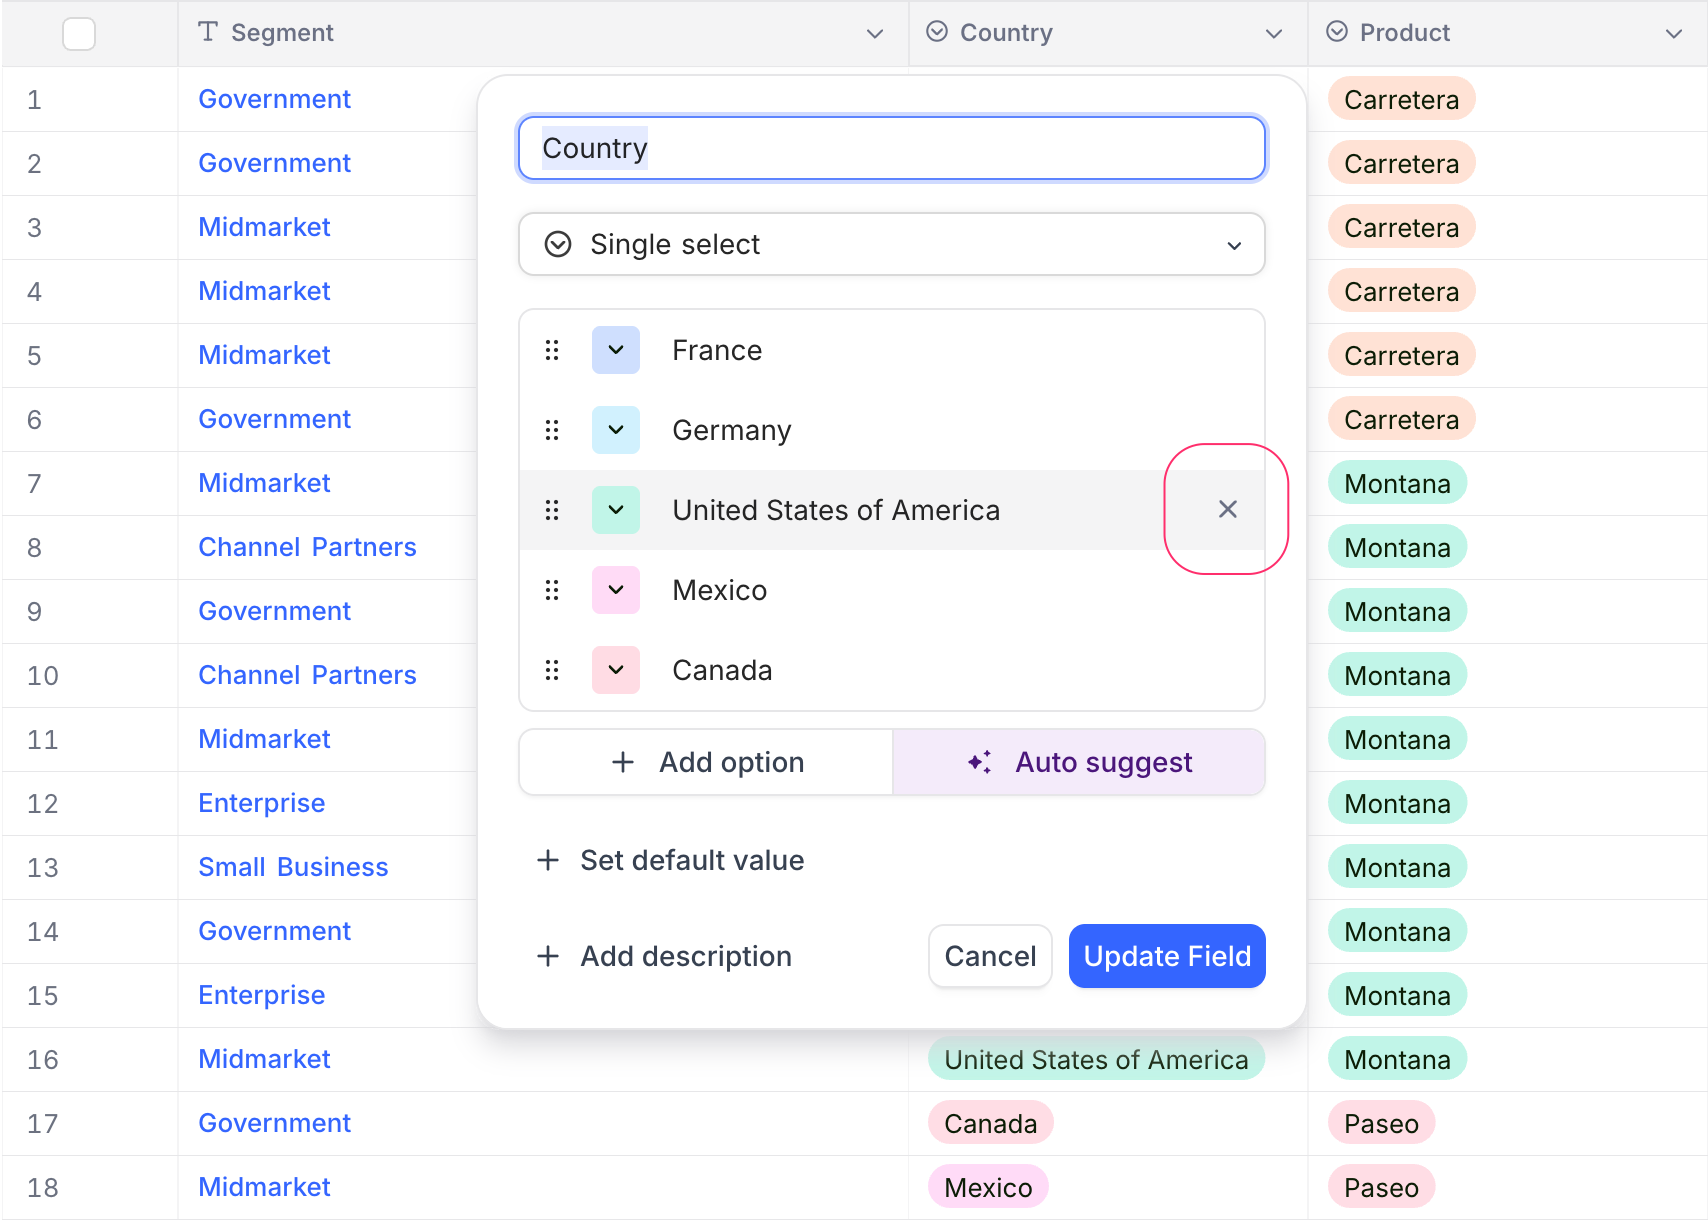 Segment Country Product
Country
Single select
France
Germany
United States of America
Mexico
Canada
Add option Auto suggest
Set default value
Add description Cancel Update Field
1 Government Carretera
2 Government Carretera
3 Midmarket Carretera
4 Midmarket Carretera
5 Midmarket Carretera
6 Government Carretera
7 Midmarket Montana
8 Channel Partners Montana
9 Government Montana
10 Channel Partners Montana
11 Midmarket Montana
12 Enterprise Montana
13 Small Business Montana
14 Government Montana
15 Enterprise Montana
16 Midmarket United States of America Montana
17 Government Canada Paseo
18 Midmarket Mexico Paseo